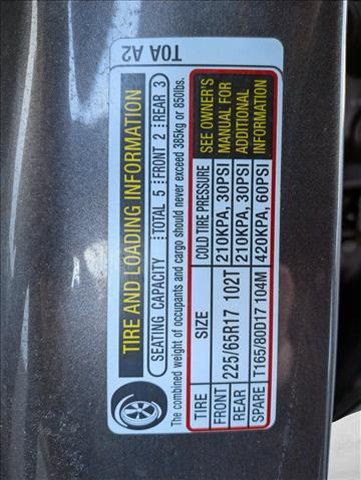 TIRE AND LOADING INFORMATION
SEATING CAPACITY TOTAL 5 FRONT 2 REAR 3
The combined weight of occupants and cargo should never exceed 385kg or 850lbs.
TIRE SIZE COLD TIRE PRESSURE SEE OWNER'S MANUAL FOR ADDITIONAL INFORMATION
FRONT 225/65R17 102T 210KPA, 30PSI
REAR 210KPA, 30PSI
SPARE T165/80D17 104M 420KPA, 60PSI
T0A A2